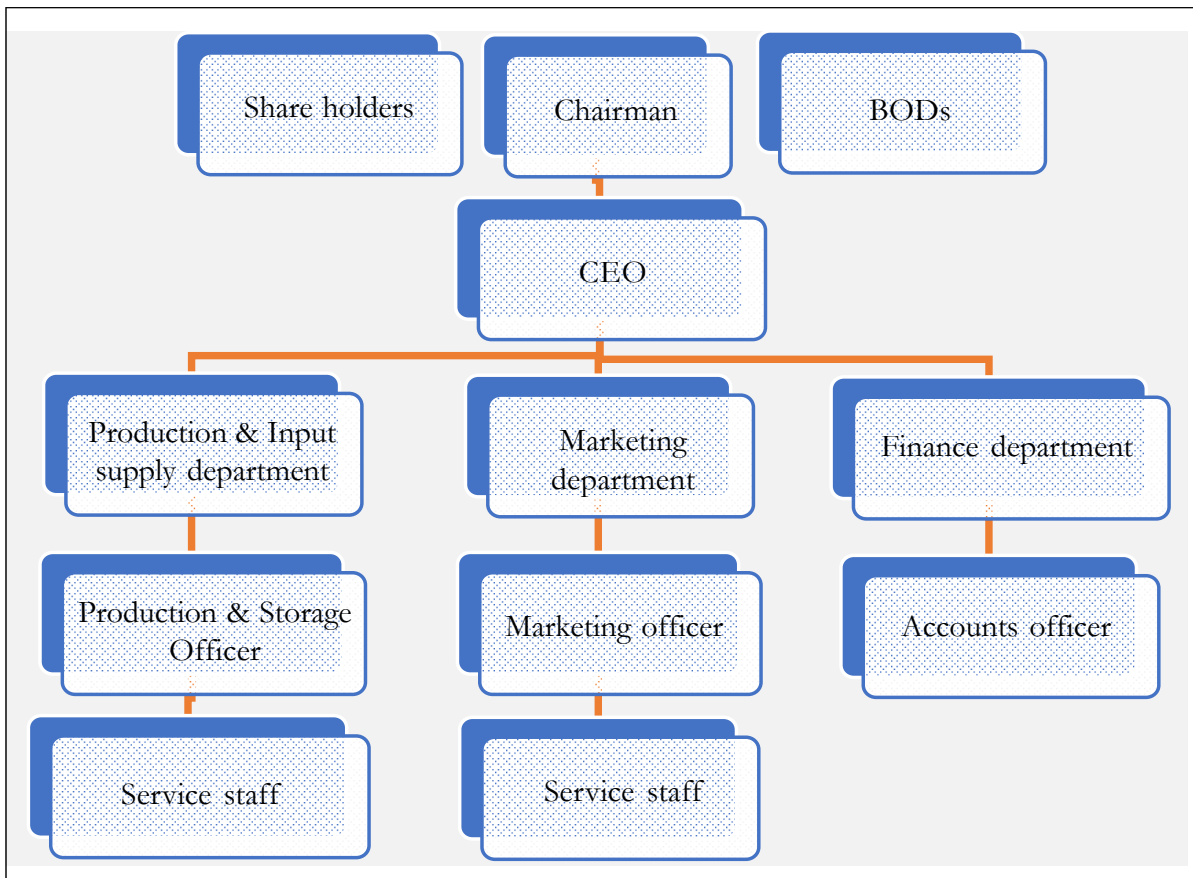 Share holders
Chairman
BODs
CEO
Production & Input
supply department
Marketing
department
Finance department
Production & Storage
Officer
Marketing officer
Accounts officer
Service staff
Service staff